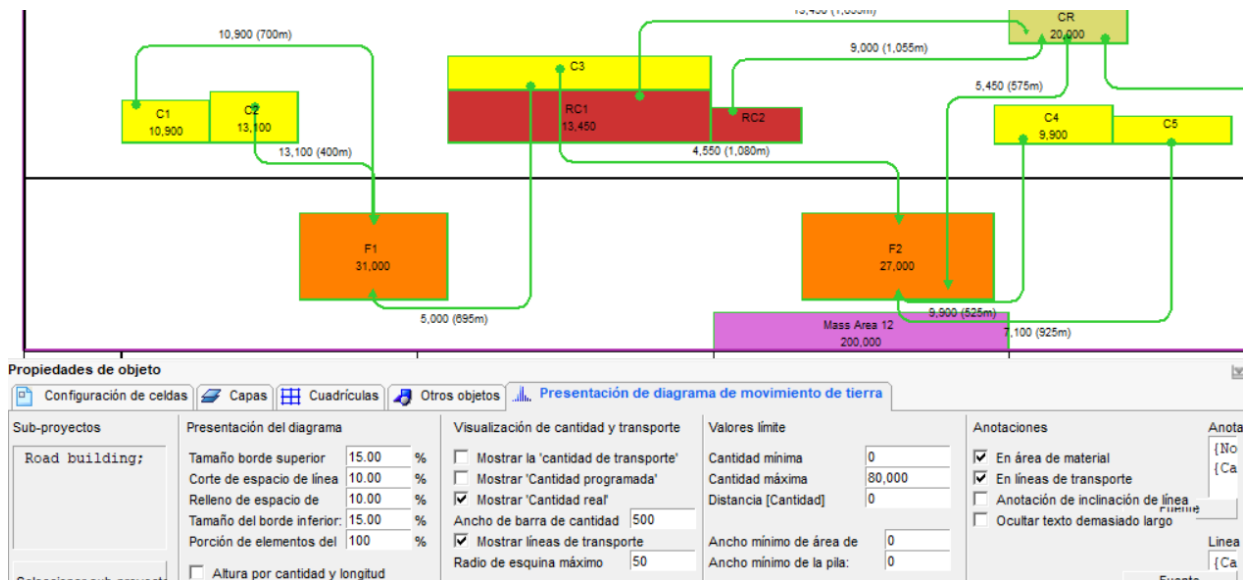 10,900 (700m)
9,000 (1,055m)
CR
20,000
5,450 (575m)
C1
10,900
C2
13,100
C3
RC1
13,450
RC2
C4
9,900
C5
13,100 (400m)
4,550 (1,080m)
F1
31,000
F2
27,000
5,000 (695m)
9,900 (525m)
7,100 (925m)
Mass Area 12
200,000
Propiedades de objeto
Configuración de celdas Capas Cuadrículas Otros objetos Presentación de diagrama de movimiento de tierra
Sub-proyectos
Road building;
Presentación del diagrama
Tamaño borde superior 15.00 %
Corte de espacio de línea 10.00 %
Relleno de espacio de 10.00 %
Tamaño del borde inferior: 15.00 %
Porción de elementos del 100 %
Altura por cantidad y longitud
Visualización de cantidad y transporte
Mostrar la 'cantidad de transporte'
Mostrar 'Cantidad programada'
Mostrar 'Cantidad real'
Ancho de barra de cantidad 500
Mostrar líneas de transporte
Radio de esquina máximo 50
Valores límite
Cantidad mínima 0
Cantidad máxima 80,000
Distancia [Cantidad] 0
Ancho mínimo de área de 0
Ancho mínimo de la pila: 0
Anotaciones
En área de material
En líneas de transporte
Anotación de inclinación de línea
Ocultar texto demasiado largo
Anota
{No
{Ca
Linea
{Ca